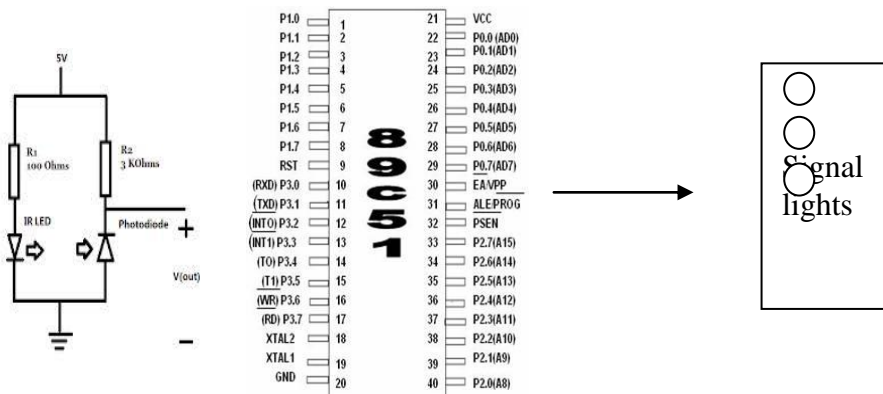 5V
R1
100 Ohms
R2
3 KOhms
IR LED
Photodiode
+
V(out)
−
P1.0 1
P1.1 2
P1.2 3
P1.3 4
P1.4 5
P1.5 6
P1.6 7
P1.7 8
RST 9
(RXD) P3.0 10
(TXD) P3.1 11
(INTO) P3.2 12
(INT1) P3.3 13
(TO) P3.4 14
(T1) P3.5 15
(WR) P3.6 16
(RD) P3.7 17
XTAL2 18
XTAL1 19
GND 20
89C51
21 VCC
22 P0.0 (AD0)
23 P0.1(AD1)
24 P0.2(AD2)
25 P0.3(AD3)
26 P0.4(AD4)
27 P0.5(AD5)
28 P0.6(AD6)
29 P0.7(AD7)
30 EA/VPP
31 ALE/PROG
32 PSEN
33 P2.7(A15)
34 P2.6(A14)
35 P2.5(A13)
36 P2.4(A12)
37 P2.3(A11)
38 P2.2(A10)
39 P2.1(A9)
40 P2.0(A8)
Signal
lights